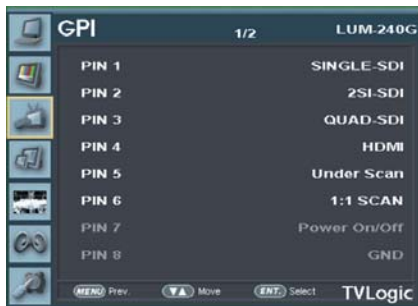 GPI 1/2 LUM-240G
PIN 1 SINGLE-SDI
PIN 2 2SI-SDI
PIN 3 QUAD-SDI
PIN 4 HDMI
PIN 5 Under Scan
PIN 6 1:1 SCAN
PIN 7 Power On/Off
PIN 8 GND
MENU Prev. ▼▲ Move ENT. Select TVLogic